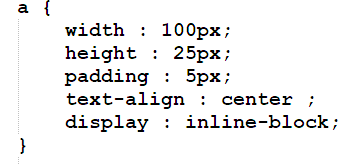 a {
    width : 100px;
    height : 25px;
    padding : 5px;
    text-align : center ;
    display : inline-block;
}